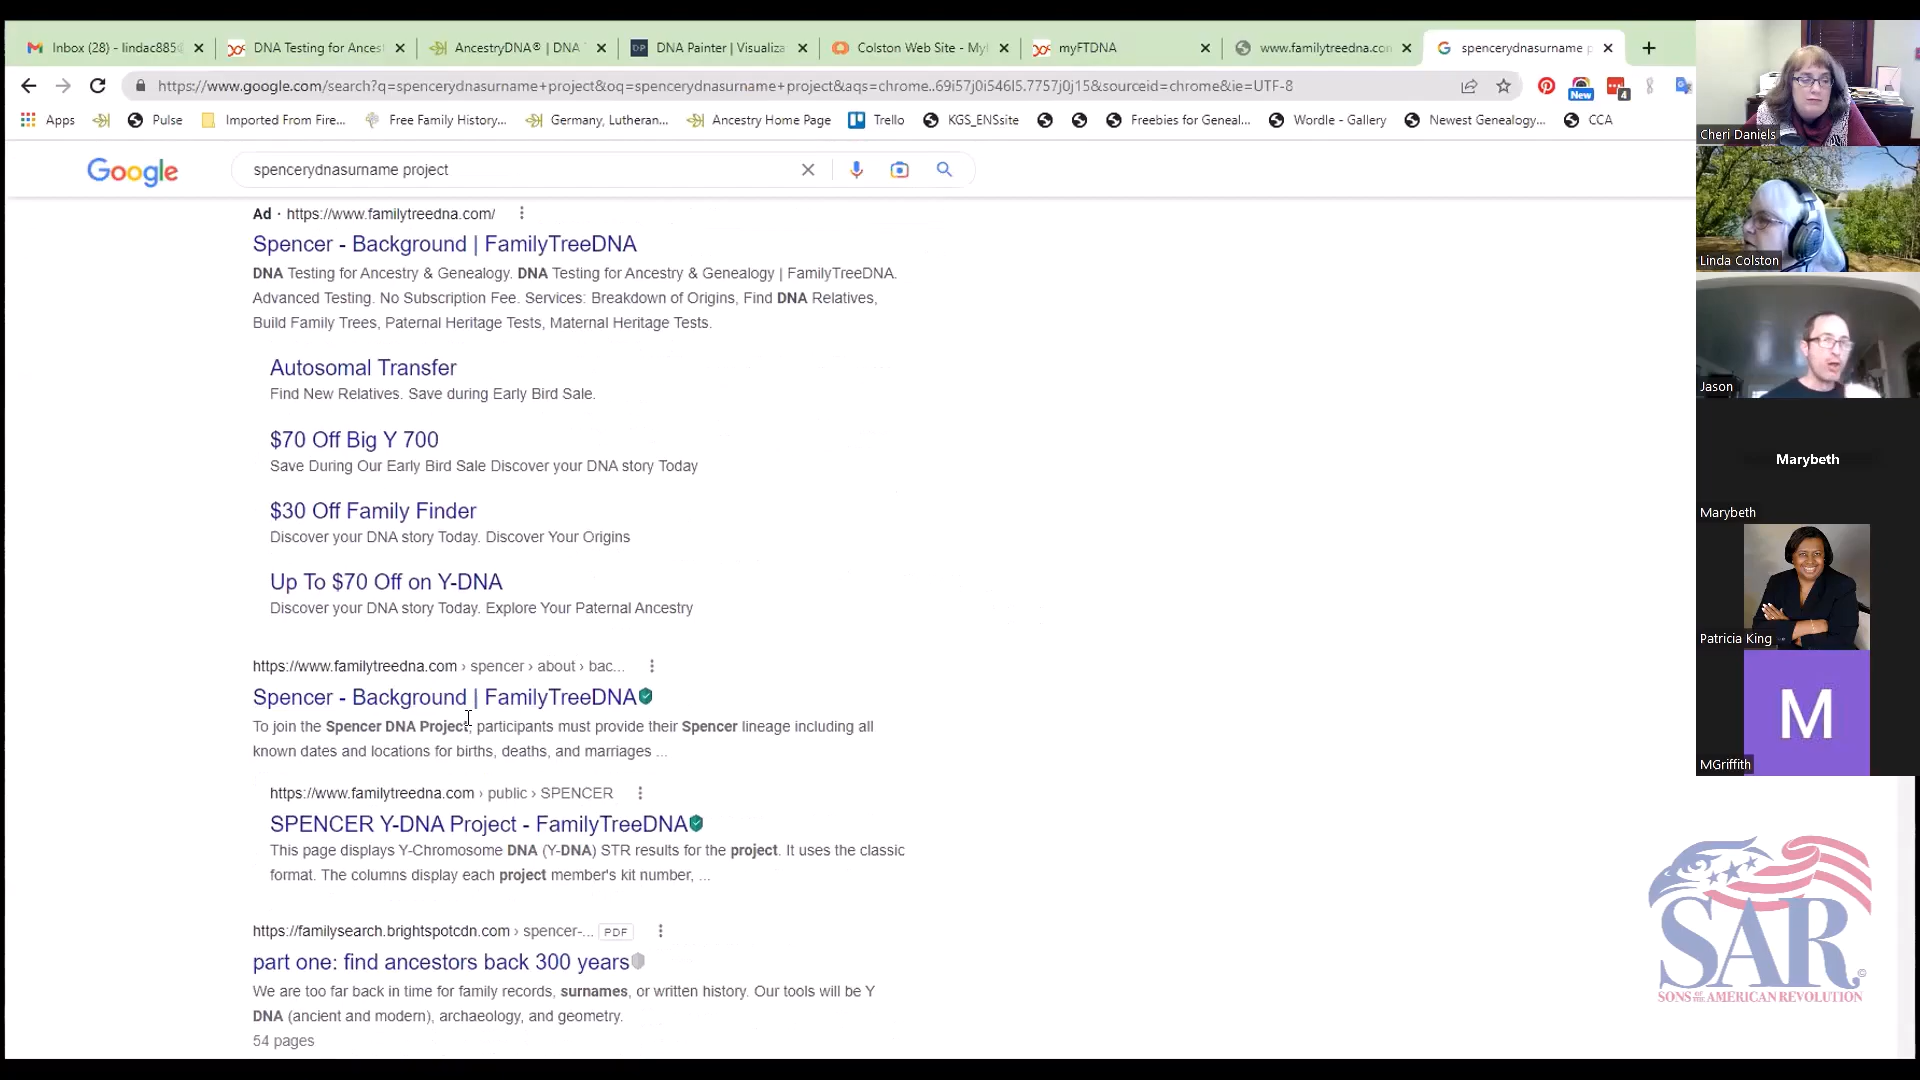 Inbox (28) - lindac885
DNA Testing for Ances
AncestryDNA® | DNA
DP
DNA Painter | Visualiza
Colston Web Site - My
myFTDNA
www.familytreedna.co
G
spencerydnasurname p
https://www.google.com/search?q=spencerydnasurname+project&oq=spencerydnasurname+project&aqs=chrome..69i57j0i546l5.7757j0j15&sourceid=chrome&ie=UTF-8
New
4
Apps
Pulse
Imported From Fire...
Free Family History...
Germany, Lutheran...
Ancestry Home Page
Trello
KGS_ENSsite
Freebies for Geneal...
Wordle - Gallery
Newest Genealogy...
CCA
Google
spencerydnasurname project
Ad · https://www.familytreedna.com/
Spencer - Background | FamilyTreeDNA
DNA Testing for Ancestry & Genealogy. DNA Testing for Ancestry & Genealogy | FamilyTreeDNA.
Advanced Testing. No Subscription Fee. Services: Breakdown of Origins, Find DNA Relatives,
Build Family Trees, Paternal Heritage Tests, Maternal Heritage Tests.
Autosomal Transfer
Find New Relatives. Save during Early Bird Sale.
$70 Off Big Y 700
Save During Our Early Bird Sale Discover your DNA story Today
$30 Off Family Finder
Discover your DNA story Today. Discover Your Origins
Up To $70 Off on Y-DNA
Discover your DNA story Today. Explore Your Paternal Ancestry
https://www.familytreedna.com › spencer › about › bac...
Spencer - Background | FamilyTreeDNA
To join the Spencer DNA Project, participants must provide their Spencer lineage including all
known dates and locations for births, deaths, and marriages ...
https://www.familytreedna.com › public › SPENCER
SPENCER Y-DNA Project - FamilyTreeDNA
This page displays Y-Chromosome DNA (Y-DNA) STR results for the project. It uses the classic
format. The columns display each project member's kit number, ...
https://familysearch.brightspotcdn.com › spencer-... PDF
part one: find ancestors back 300 years
We are too far back in time for family records, surnames, or written history. Our tools will be Y
DNA (ancient and modern), archaeology, and geometry.
54 pages
Cheri Daniels
Linda Colston
Jason
Marybeth
Marybeth
Patricia King
M
MGriffith
SAR
SONS OF THE AMERICAN REVOLUTION